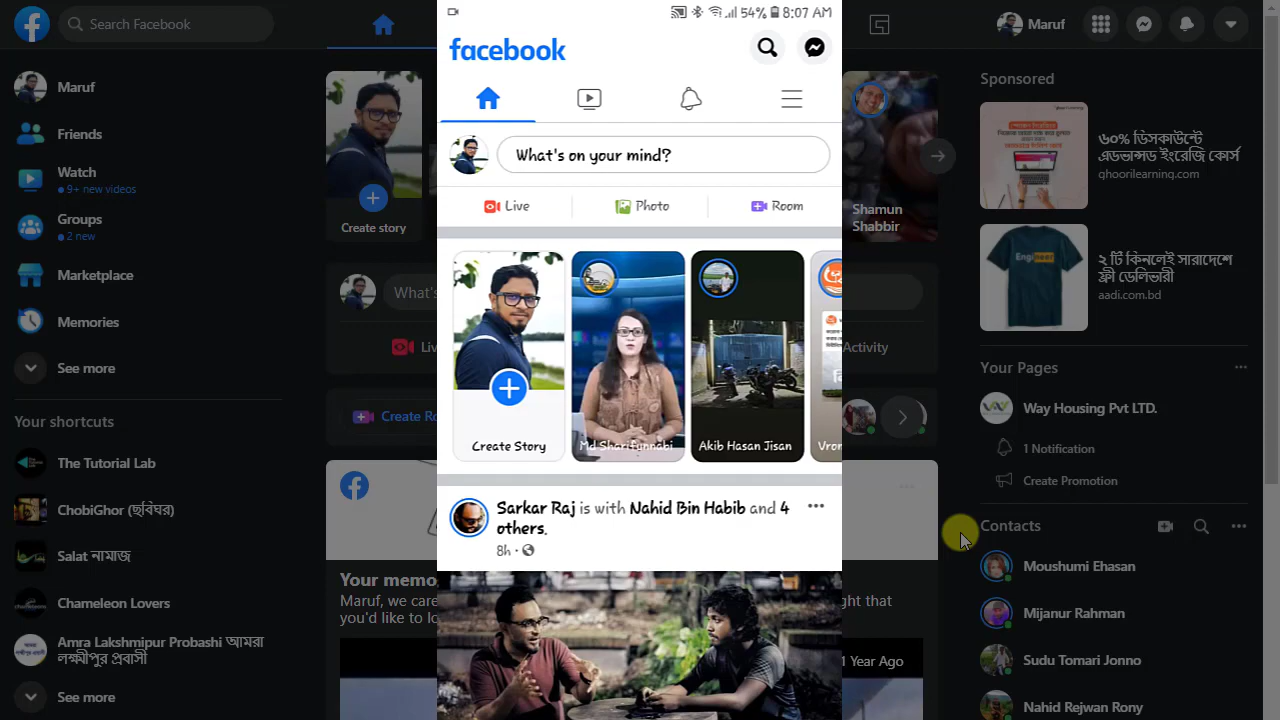 Search Facebook
Maruf
Maruf
Friends
Watch
9+ new videos
Groups
2 new
Marketplace
Memories
See more
Your shortcuts
The Tutorial Lab
ChobiGhor (ছবিঘর)
Salat নামাজ
Chameleon Lovers
Amra Lakshmipur Probashi আমরা
লক্ষ্মীপুর প্রবাসী
See more
Create story
What's
Create Ro
Your memo
Maruf, we care
you'd like to lo
54% 8:07 AM
facebook
What's on your mind?
Live
Photo
Room
Create Story
Md Sharifunnabi
Akib Hasan Jisan
Sarkar Raj is with Nahid Bin Habib and 4
others.
8h
Shamun
Shabbir
Activity
ght that
1 Year Ago
Sponsored
৬০% ডিসকাউন্টে
এডভান্সড ইংরেজি কোর্স
ghoorilearning.com
Engineer
২ টি কিনলেই সারাদেশে
ফ্রী ডেলিভারী
aadi.com.bd
Your Pages
Way Housing Pvt LTD.
1 Notification
Create Promotion
Contacts
Moushumi Ehasan
Mijanur Rahman
Sudu Tomari Jonno
Nahid Rejwan Rony